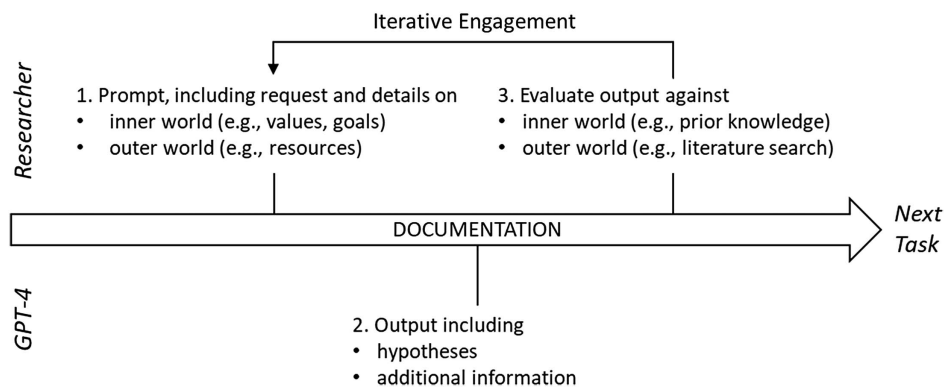 Iterative Engagement
Researcher
1. Prompt, including request and details on
• inner world (e.g., values, goals)
• outer world (e.g., resources)
3. Evaluate output against
• inner world (e.g., prior knowledge)
• outer world (e.g., literature search)
DOCUMENTATION
Next
Task
GPT-4
2. Output including
• hypotheses
• additional information